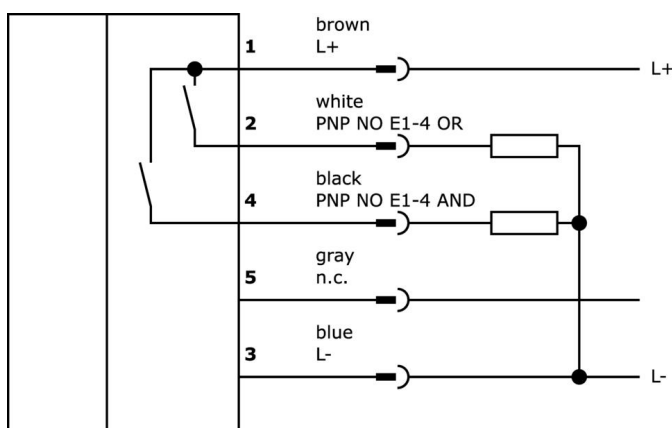 brown
1 L+ L+
white
2 PNP NO E1-4 OR
black
4 PNP NO E1-4 AND
gray
5 n.c.
blue
3 L- L-